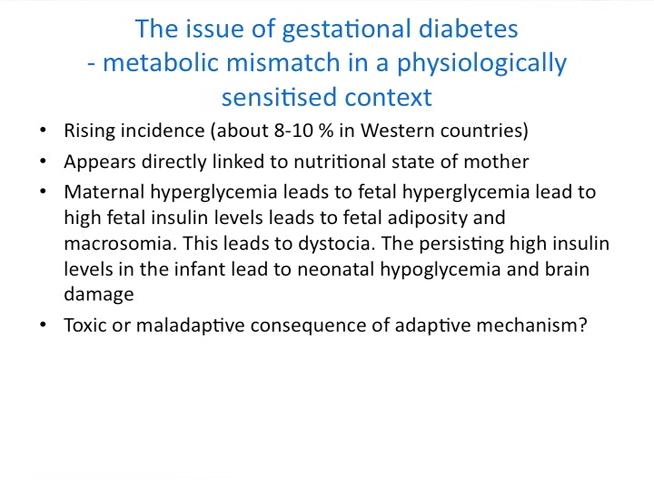 The issue of gestational diabetes
- metabolic mismatch in a physiologically
sensitised context
• Rising incidence (about 8-10 % in Western countries)
• Appears directly linked to nutritional state of mother
• Maternal hyperglycemia leads to fetal hyperglycemia lead to
high fetal insulin levels leads to fetal adiposity and
macrosomia. This leads to dystocia. The persisting high insulin
levels in the infant lead to neonatal hypoglycemia and brain
damage
• Toxic or maladaptive consequence of adaptive mechanism?